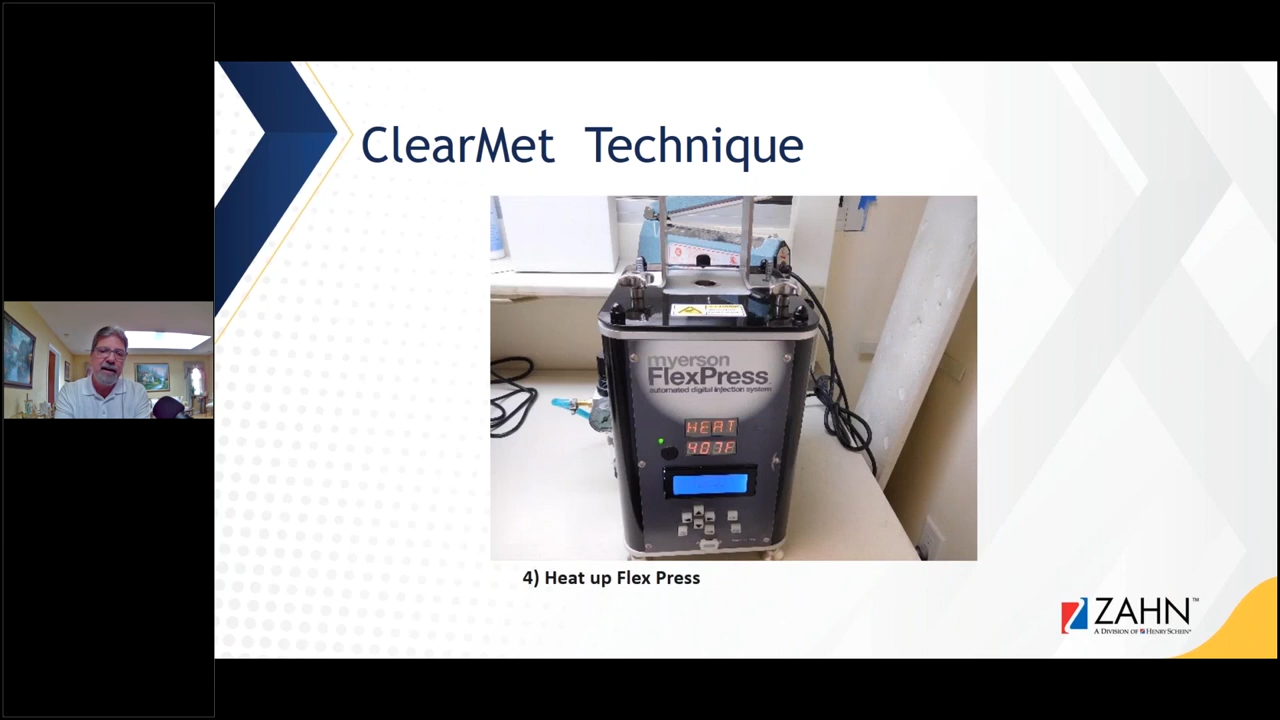 ClearMet Technique
myerson
FlexPress
automated digital injection system
HEAT
403F
4) Heat up Flex Press
ZAHN™
A DIVISION OF HENRY SCHEIN®